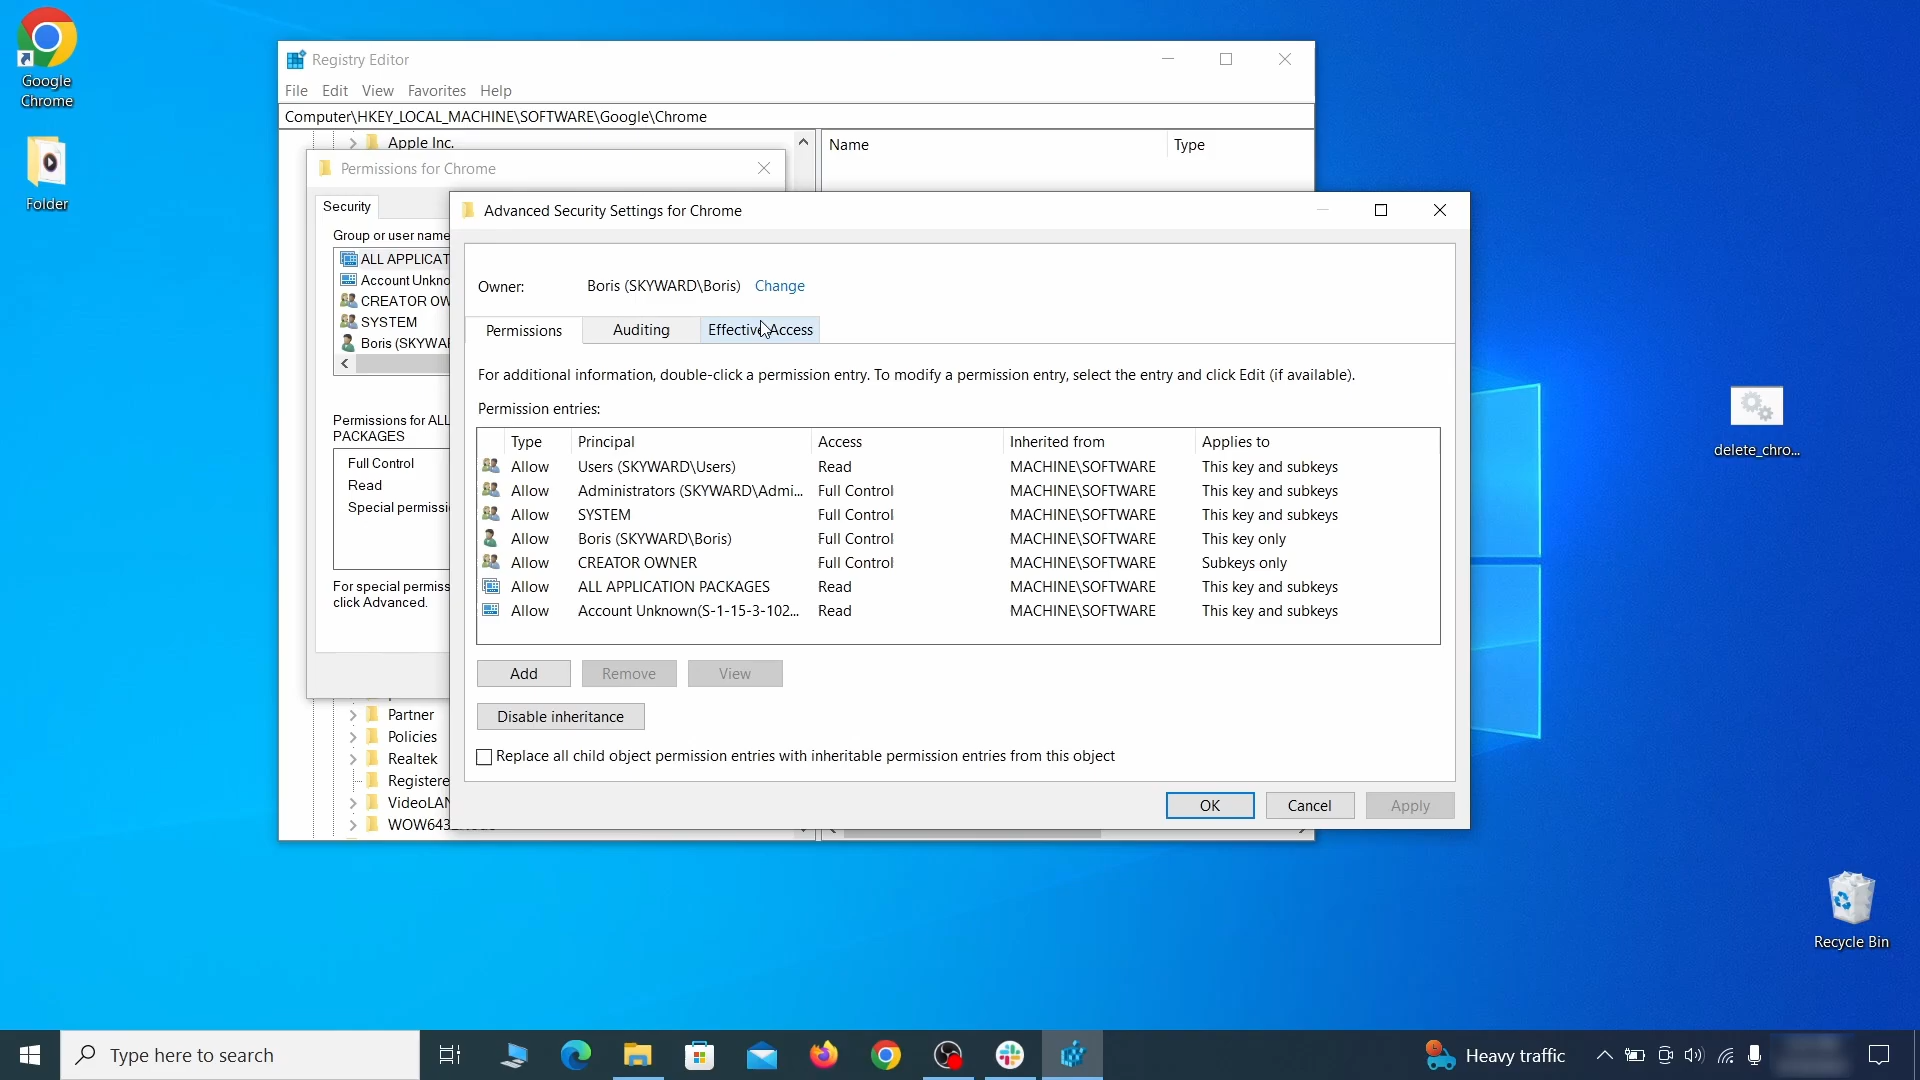 Google
Chrome
Folder
Registry Editor
File Edit View Favorites Help
Computer\HKEY_LOCAL_MACHINE\SOFTWARE\Google\Chrome
Apple Inc.
Name Type
Permissions for Chrome
Security
Group or user name
ALL APPLICAT
Account Unkno
CREATOR OW
SYSTEM
Boris (SKYWAR
Permissions for ALL
PACKAGES
Full Control
Read
Special permissi
For special permiss
click Advanced.
Partner
Policies
Realtek
Registere
VideoLAN
Advanced Security Settings for Chrome
Owner: Boris (SKYWARD\Boris) Change
Permissions Auditing Effective Access
For additional information, double-click a permission entry. To modify a permission entry, select the entry and click Edit (if available).
Permission entries:
Type Principal Access Inherited from Applies to
Allow Users (SKYWARD\Users) Read MACHINE\SOFTWARE This key and subkeys
Allow Administrators (SKYWARD\Admi... Full Control MACHINE\SOFTWARE This key and subkeys
Allow SYSTEM Full Control MACHINE\SOFTWARE This key and subkeys
Allow Boris (SKYWARD\Boris) Full Control MACHINE\SOFTWARE This key only
Allow CREATOR OWNER Full Control MACHINE\SOFTWARE Subkeys only
Allow ALL APPLICATION PACKAGES Read MACHINE\SOFTWARE This key and subkeys
Allow Account Unknown(S-1-15-3-102... Read MACHINE\SOFTWARE This key and subkeys
Add Remove View
Disable inheritance
Replace all child object permission entries with inheritable permission entries from this object
OK Cancel Apply
delete_chro...
Recycle Bin
Type here to search
Heavy traffic